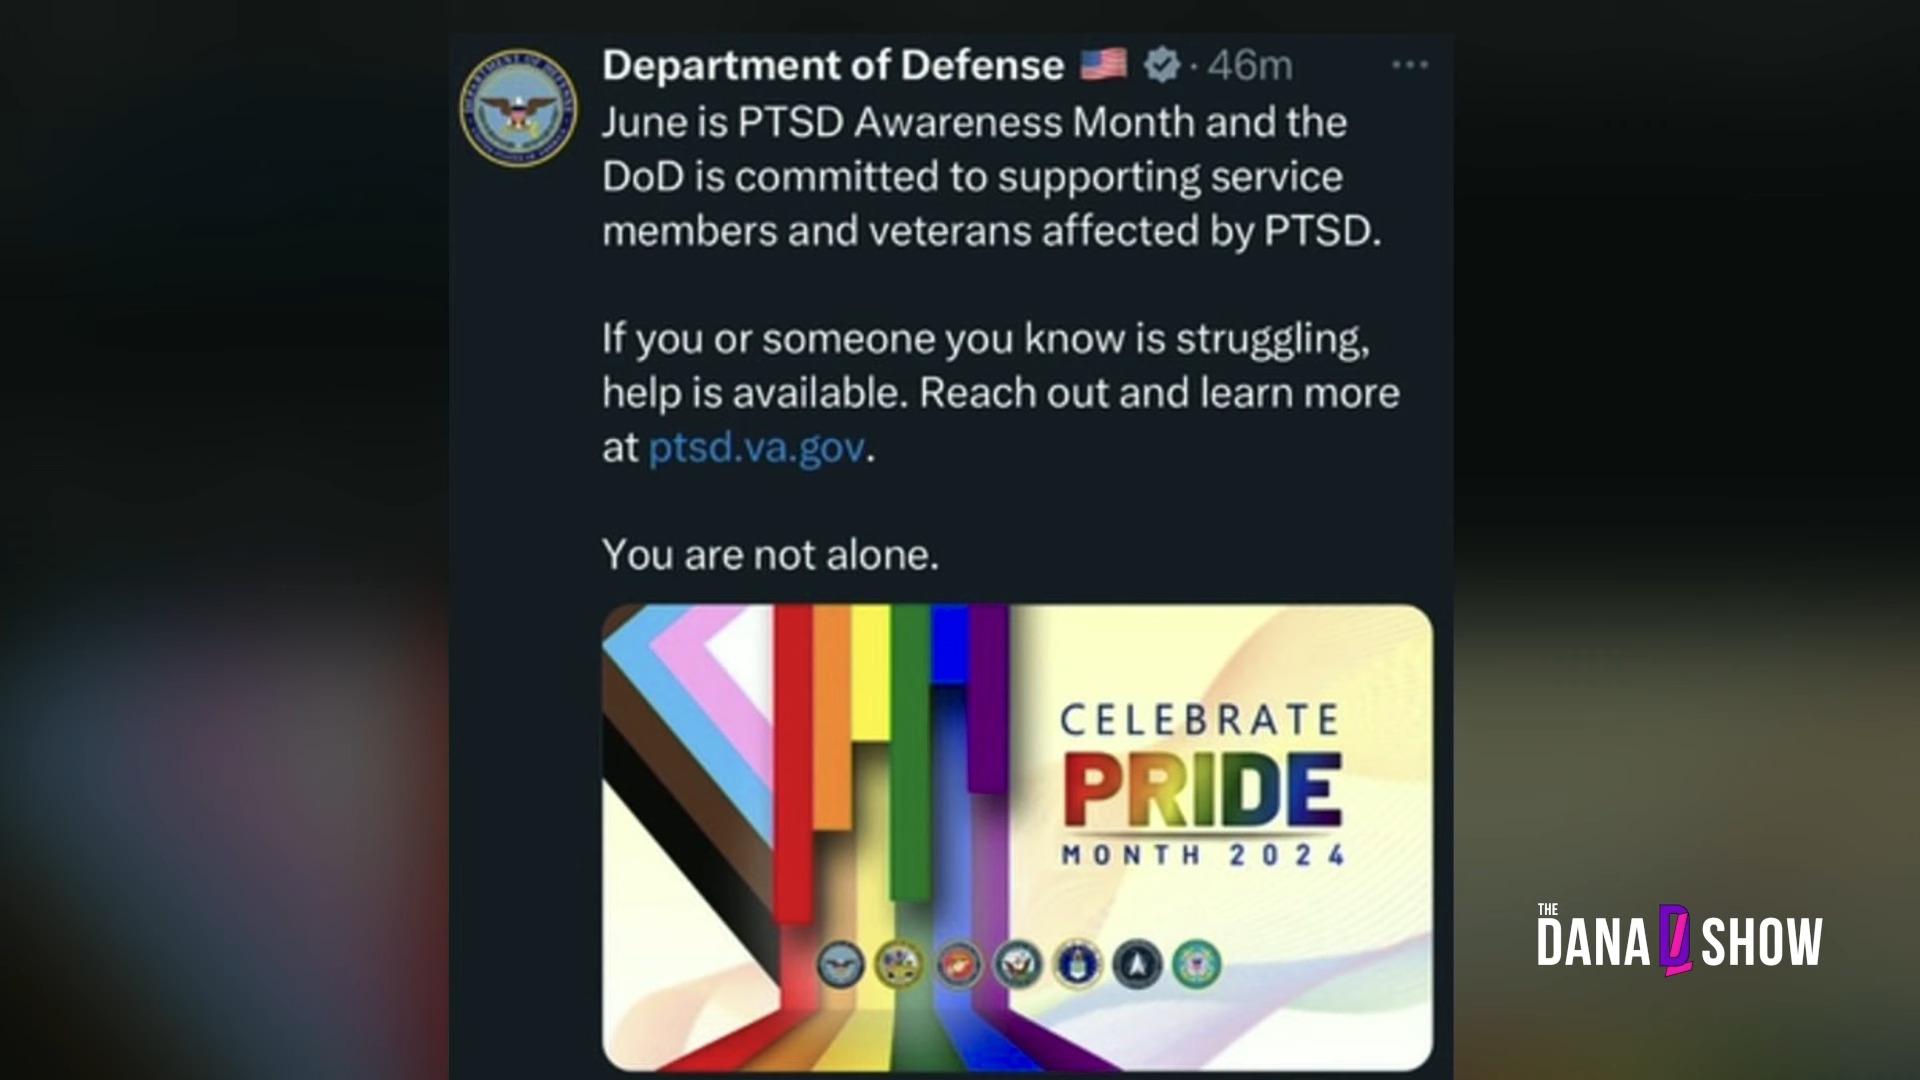 Department of Defense 🇺🇸 · 46m
June is PTSD Awareness Month and the
DoD is committed to supporting service
members and veterans affected by PTSD.
If you or someone you know is struggling,
help is available. Reach out and learn more
at ptsd.va.gov.
You are not alone.
CELEBRATE
PRIDE
MONTH 2024
THE
DANA D SHOW